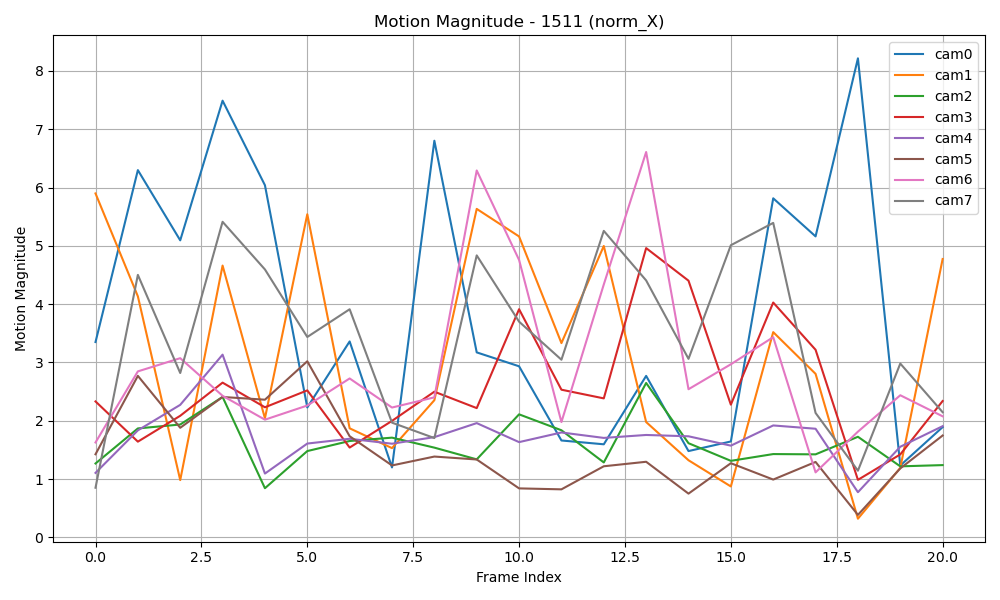 Motion Magnitude - 1511 (norm_X)
Motion Magnitude
8
7
6
5
4
3
2
1
0
0.0 2.5 5.0 7.5 10.0 12.5 15.0 17.5 20.0
Frame Index
cam0
cam1
cam2
cam3
cam4
cam5
cam6
cam7